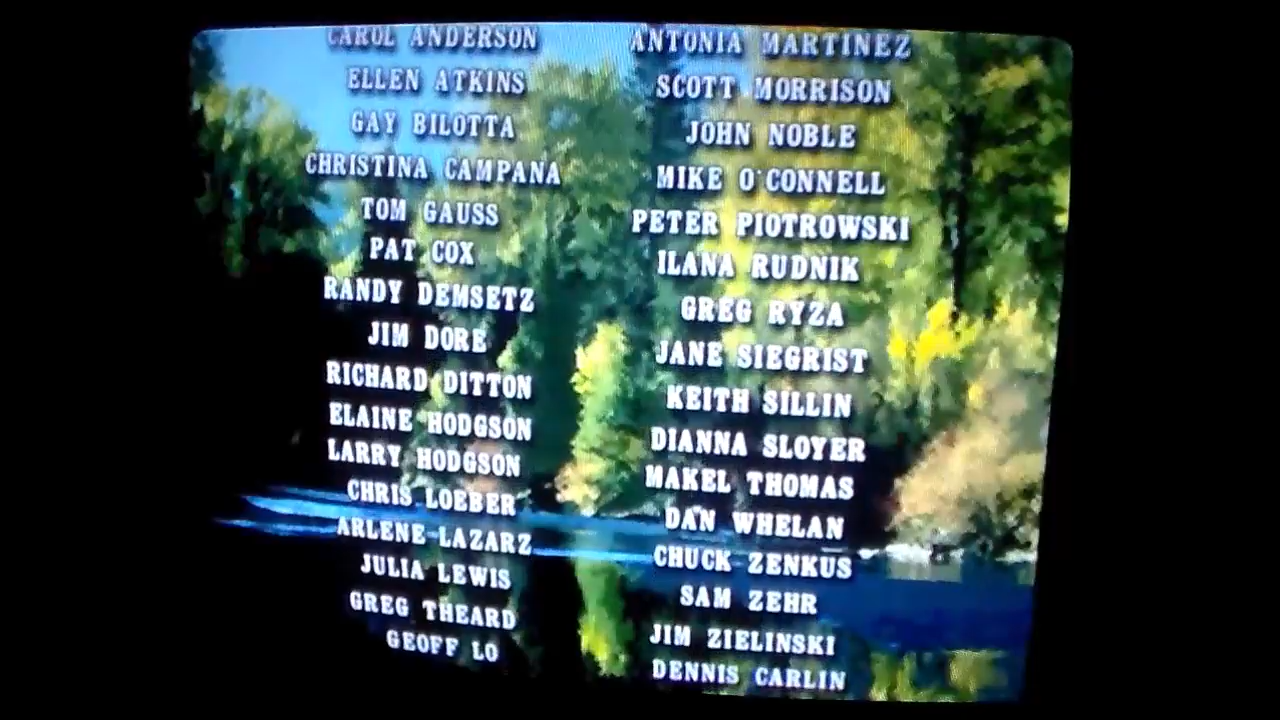 CAROL ANDERSON
ELLEN ATKINS
GAY BILOTTA
CHRISTINA CAMPANA
TOM GAUSS
PAT COX
RANDY DEMSETZ
JIM DORE
RICHARD DITTON
ELAINE HODGSON
LARRY HODGSON
CHRIS LOEBER
ARLENE LAZARZ
JULIA LEWIS
GREG THEARD
GEOFF LO
ANTONIA MARTINEZ
SCOTT MORRISON
JOHN NOBLE
MIKE O'CONNELL
PETER PIOTROWSKI
ILANA RUDNIK
GREG RYZA
JANE SIEGRIST
KEITH SILLIN
DIANNA SLOYER
MAKEL THOMAS
DAN WHELAN
CHUCK ZENKUS
SAM ZEHR
JIM ZIELINSKI
DENNIS CARLIN